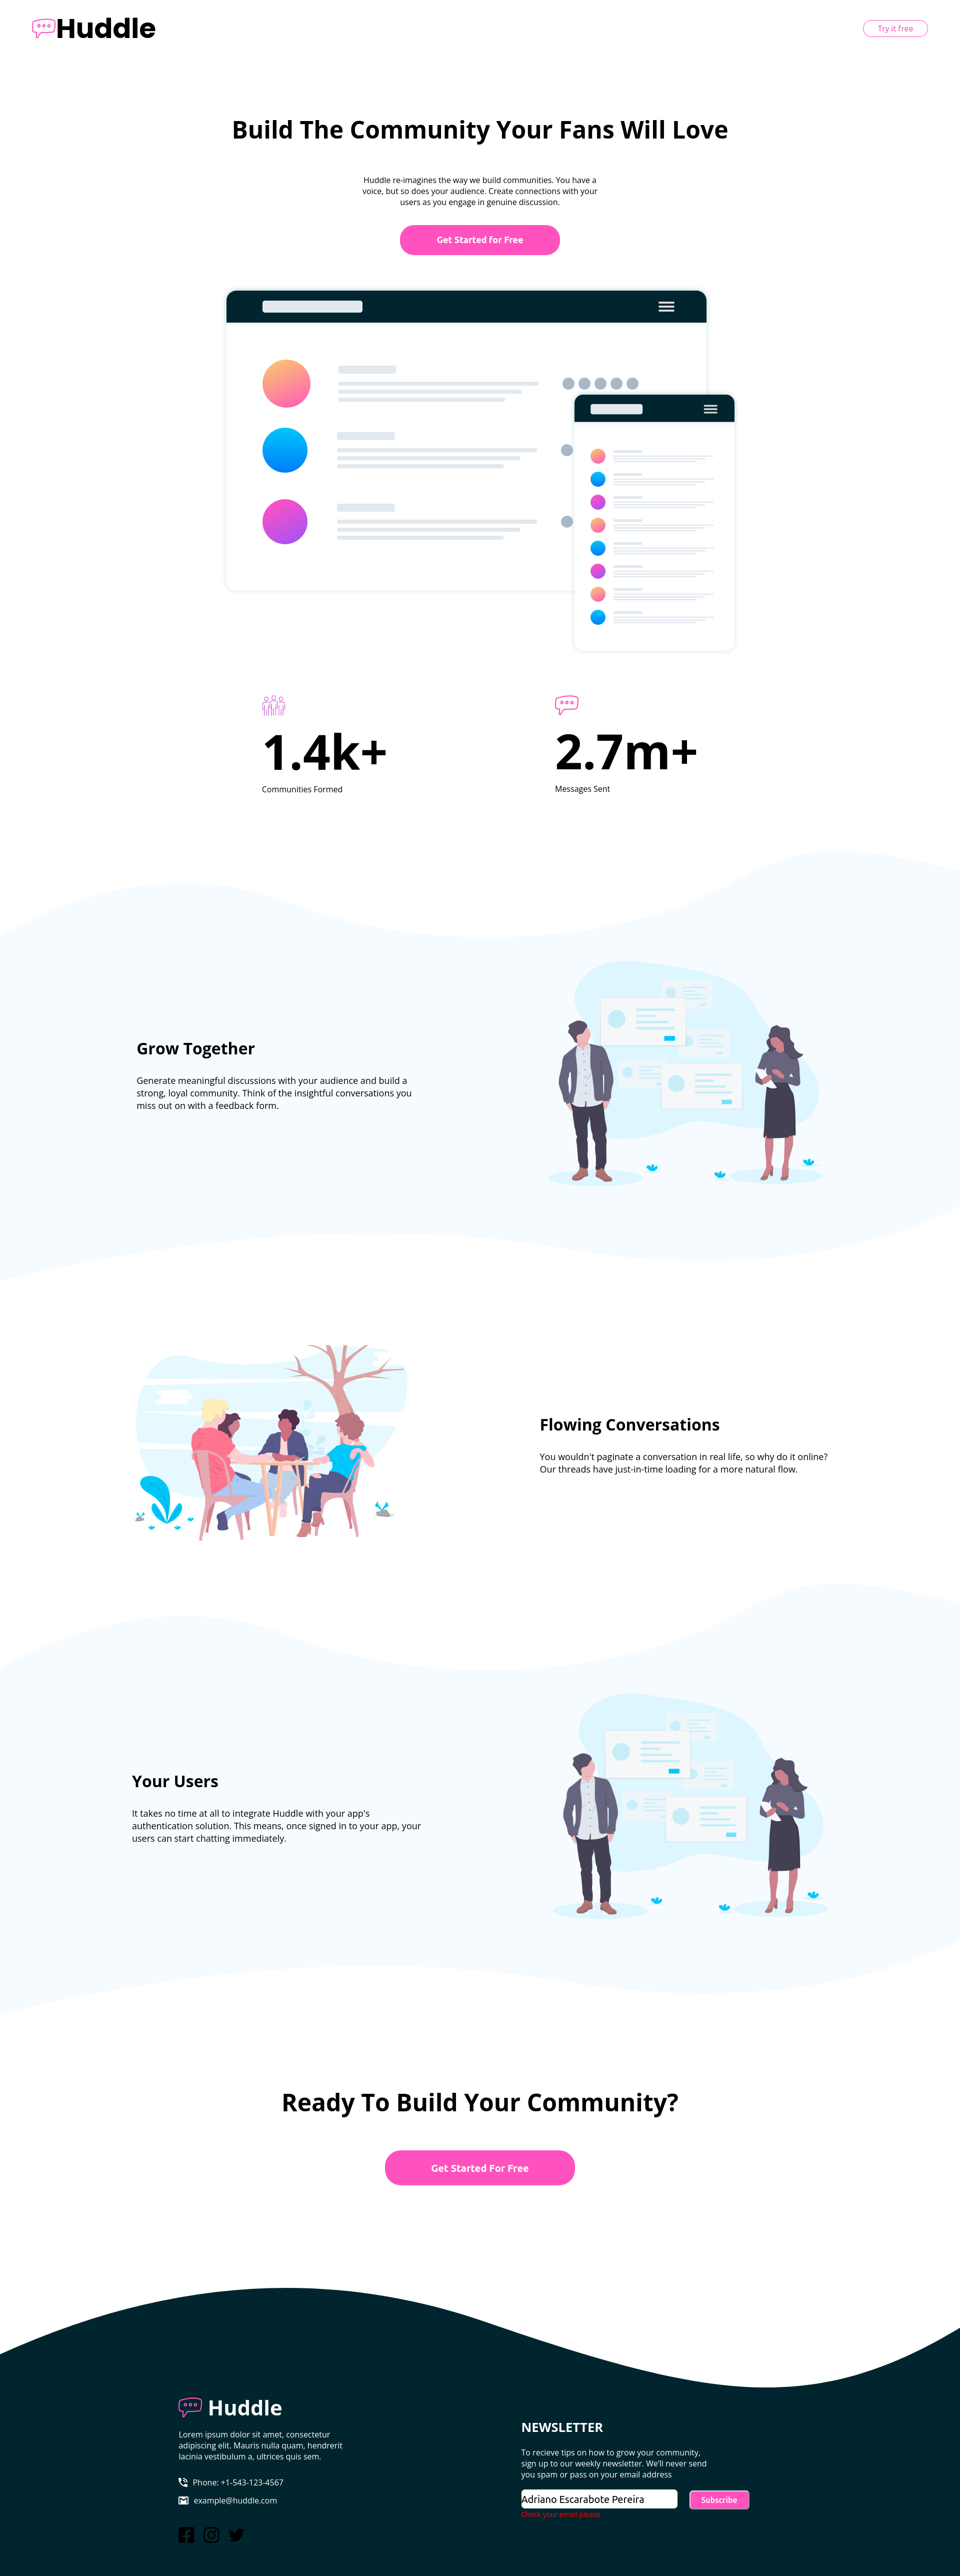 Huddle
Try it free
Build The Community Your Fans Will Love
Huddle re-imagines the way we build communities. You have a
voice, but so does your audience. Create connections with your
users as you engage in genuine discussion.
Get Started for Free
1.4k+
Communities Formed
2.7m+
Messages Sent
Grow Together
Generate meaningful discussions with your audience and build a
strong, loyal community. Think of the insightful conversations you
miss out on with a feedback form.
Flowing Conversations
You wouldn't paginate a conversation in real life, so why do it online?
Our threads have just-in-time loading for a more natural flow.
Your Users
It takes no time at all to integrate Huddle with your app's
authentication solution. This means, once signed in to your app, your
users can start chatting immediately.
Ready To Build Your Community?
Get Started For Free
Huddle
Lorem ipsum dolor sit amet, consectetur
adipiscing elit. Mauris nulla quam, hendrerit
lacinia vestibulum a, ultrices quis sem.
Phone: +1-543-123-4567
example@huddle.com
NEWSLETTER
To recieve tips on how to grow your community,
sign up to our weekly newsletter. We'll never send
you spam or pass on your email address
Adriano Escarabote Pereira
Subscribe
Check your email please